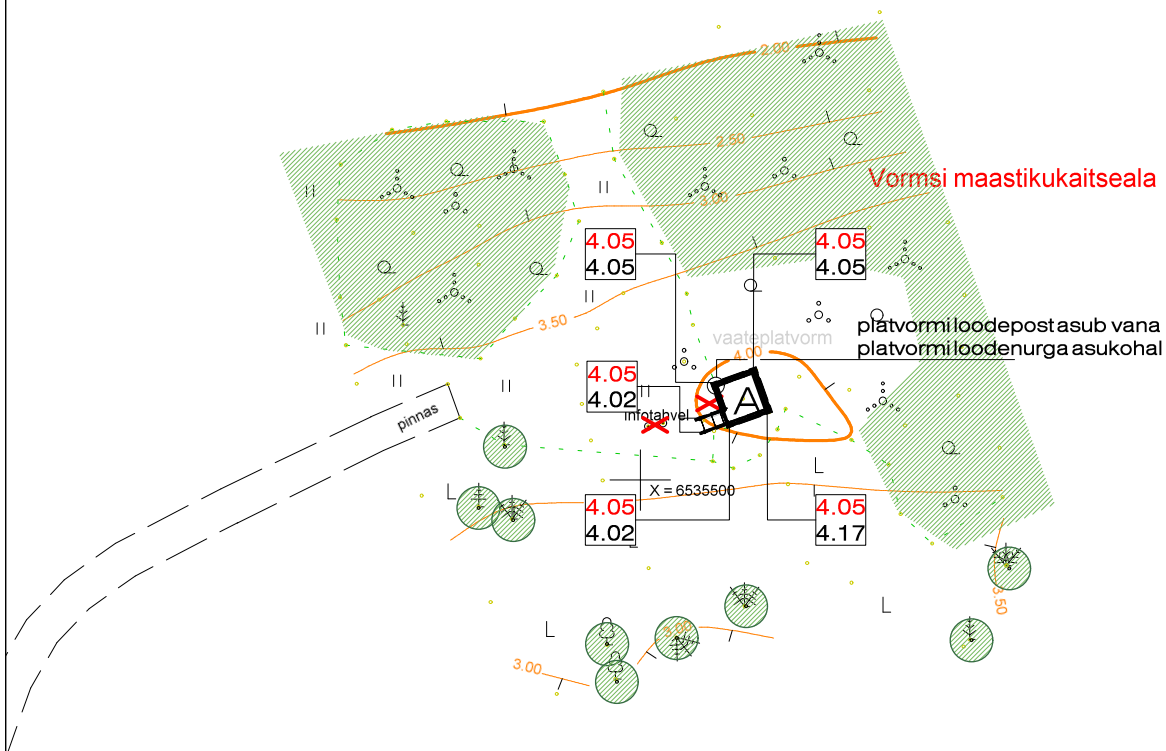 2.00
2.50
Vormsi maastikukaitseala
3.00
4.05
4.05
4.05
4.05
3.50
platvormi loodepost asub vana
platvormi loodenurga asukohal
vaateplatvorm
4.00
4.05
4.02
A
infotahvel
pinnas
L
L
X = 6535500
4.05
4.02
4.05
4.17
3.50
L
L
3.00
3.00